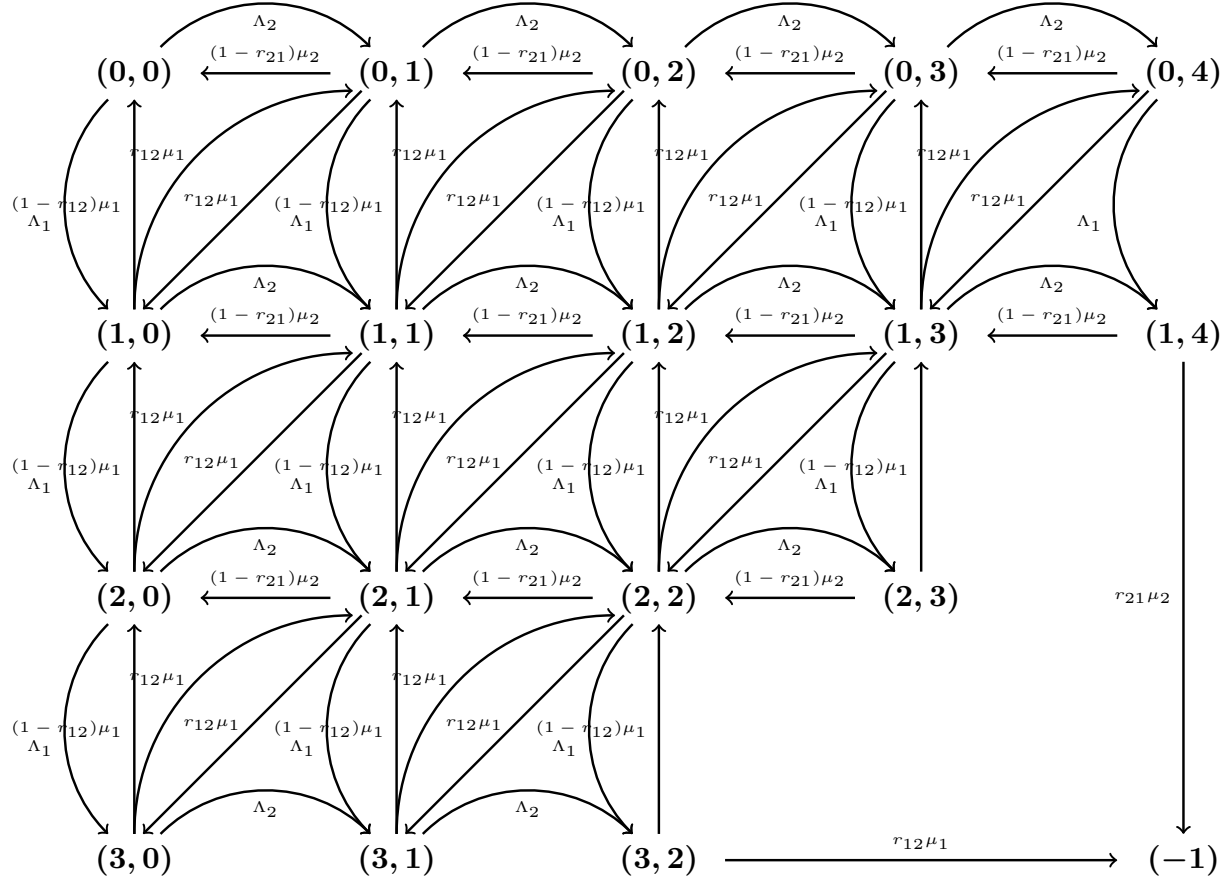 Λ₂ Λ₂ Λ₂ Λ₂
(1 − r₂₁)μ₂ (1 − r₂₁)μ₂ (1 − r₂₁)μ₂ (1 − r₂₁)μ₂
(0, 0) (0, 1) (0, 2) (0, 3) (0, 4)
r₁₂μ₁ r₁₂μ₁ r₁₂μ₁ r₁₂μ₁
r₁₂μ₁ r₁₂μ₁ r₁₂μ₁ r₁₂μ₁
(1 − r₁₂)μ₁ (1 − r₁₂)μ₁ (1 − r₁₂)μ₁ (1 − r₁₂)μ₁
Λ₁ Λ₁ Λ₁ Λ₁ Λ₁
Λ₂ Λ₂ Λ₂ Λ₂
(1 − r₂₁)μ₂ (1 − r₂₁)μ₂ (1 − r₂₁)μ₂ (1 − r₂₁)μ₂
(1, 0) (1, 1) (1, 2) (1, 3) (1, 4)
r₁₂μ₁ r₁₂μ₁ r₁₂μ₁
r₁₂μ₁ r₁₂μ₁ r₁₂μ₁
(1 − r₁₂)μ₁ (1 − r₁₂)μ₁ (1 − r₁₂)μ₁ (1 − r₁₂)μ₁
Λ₁ Λ₁ Λ₁ Λ₁
Λ₂ Λ₂ Λ₂
(1 − r₂₁)μ₂ (1 − r₂₁)μ₂ (1 − r₂₁)μ₂
(2, 0) (2, 1) (2, 2) (2, 3)
r₂₁μ₂
r₁₂μ₁ r₁₂μ₁
r₁₂μ₁ r₁₂μ₁
(1 − r₁₂)μ₁ (1 − r₁₂)μ₁ (1 − r₁₂)μ₁
Λ₁ Λ₁ Λ₁
Λ₂ Λ₂
r₁₂μ₁
(3, 0) (3, 1) (3, 2) (−1)